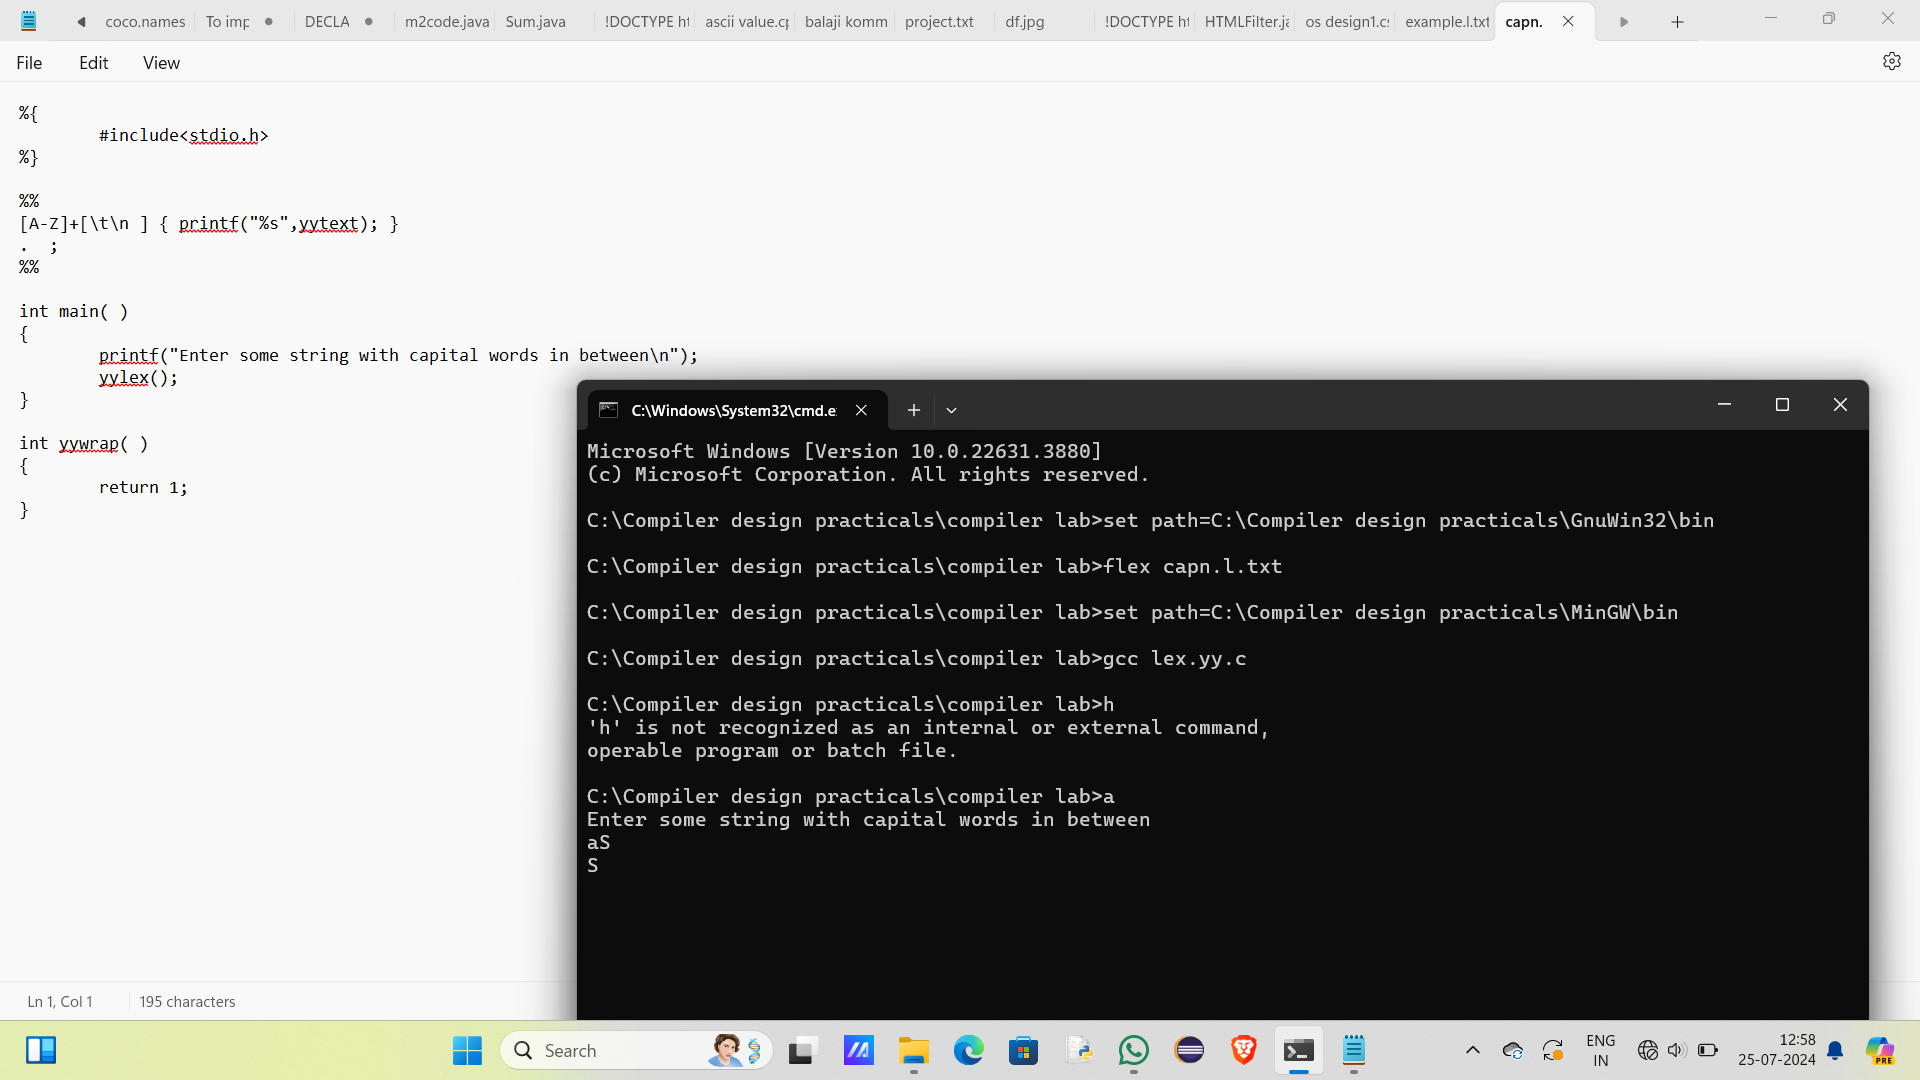 coco.names To imp DECLA m2code.java Sum.java !DOCTYPE ht ascii value.cp balaji komm project.txt df.jpg !DOCTYPE ht HTMLFilter.ja os design1.cs example.l.txt capn.
File Edit View
%{
#include<stdio.h>
%}
%%
[A-Z]+[\t\n ] { printf("%s",yytext); }
. ;
%%
int main( )
{
printf("Enter some string with capital words in between\n");
yylex();
}
int yywrap( )
{
return 1;
}
Ln 1, Col 1 195 characters
C:\Windows\System32\cmd.e
Microsoft Windows [Version 10.0.22631.3880]
(c) Microsoft Corporation. All rights reserved.
C:\Compiler design practicals\compiler lab>set path=C:\Compiler design practicals\GnuWin32\bin
C:\Compiler design practicals\compiler lab>flex capn.l.txt
C:\Compiler design practicals\compiler lab>set path=C:\Compiler design practicals\MinGW\bin
C:\Compiler design practicals\compiler lab>gcc lex.yy.c
C:\Compiler design practicals\compiler lab>h
'h' is not recognized as an internal or external command,
operable program or batch file.
C:\Compiler design practicals\compiler lab>a
Enter some string with capital words in between
aS
S
Search
ENG
IN
12:58
25-07-2024
PRE